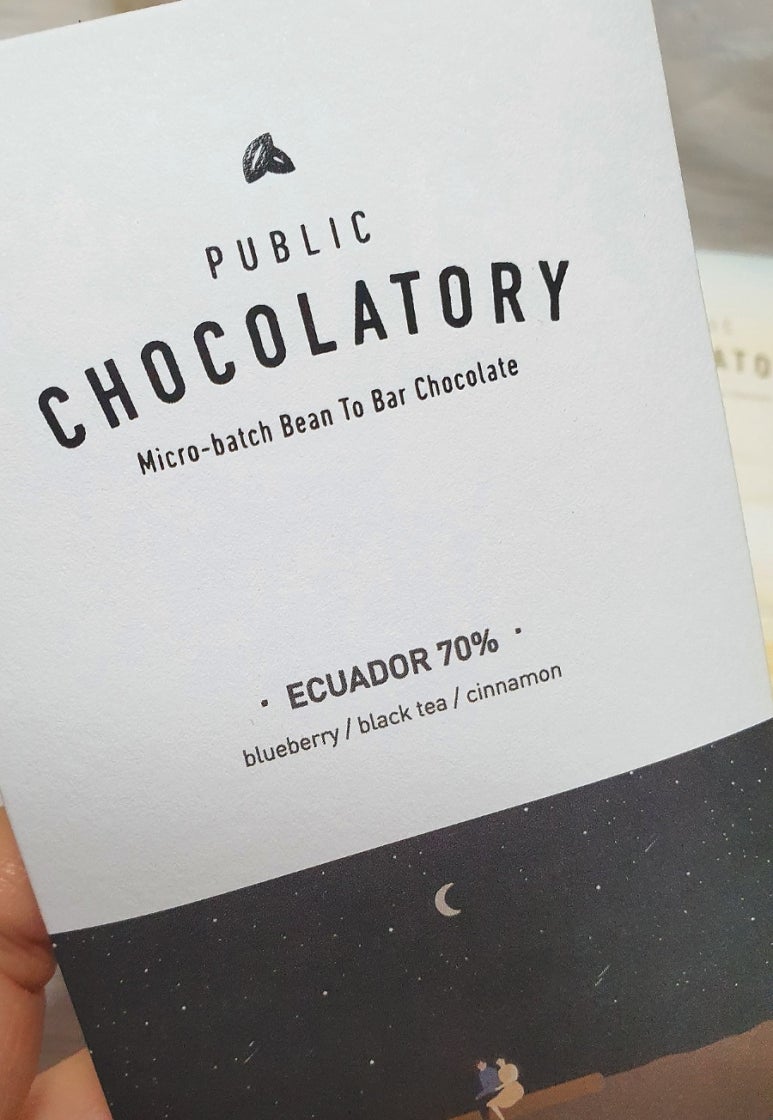 PUBLIC
CHOCOLATORY
Micro-batch Bean To Bar Chocolate
· ECUADOR 70% ·
blueberry / black tea / cinnamon